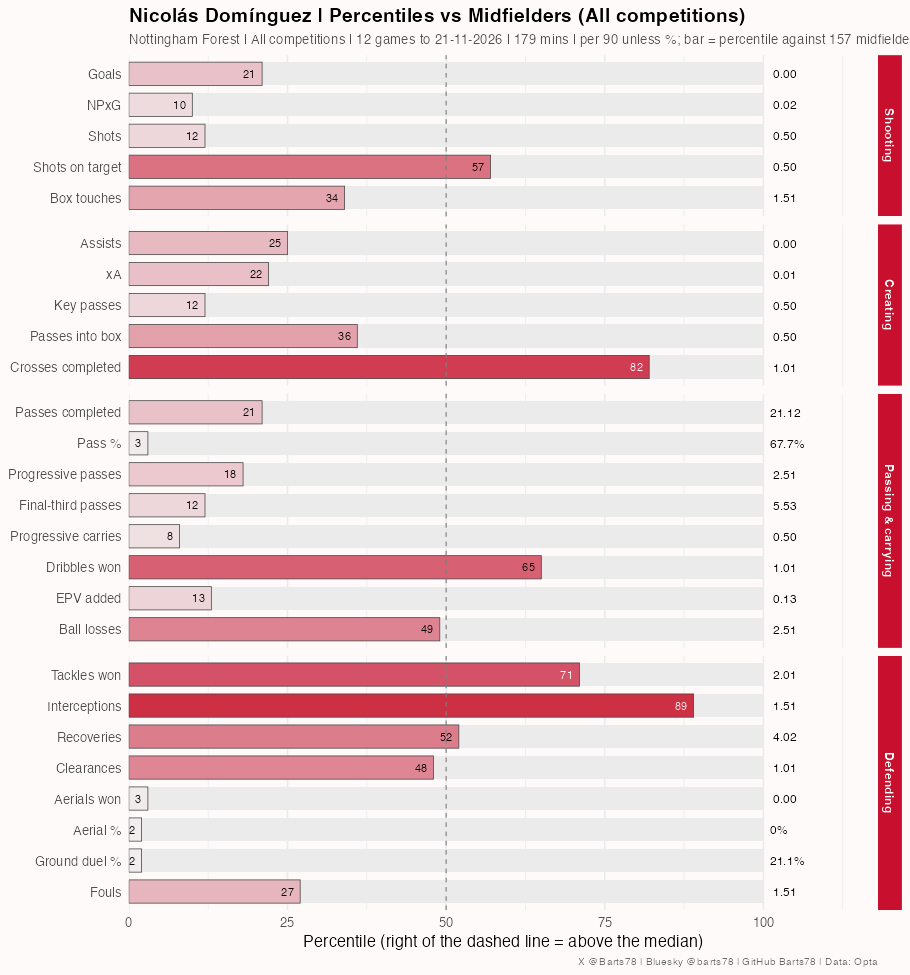 Nicolás Domínguez | Percentiles vs Midfielders (All competitions)
Nottingham Forest | All competitions | 12 games to 21-11-2026 | 179 mins | per 90 unless %; bar = percentile against 157 midfielde
Goals 21 0.00
NPxG 10 0.02
Shots 12 0.50
Shots on target 57 0.50
Box touches 34 1.51
Shooting
Assists 25 0.00
xA 22 0.01
Key passes 12 0.50
Passes into box 36 0.50
Crosses completed 82 1.01
Creating
Passes completed 21 21.12
Pass % 3 67.7%
Progressive passes 18 2.51
Final-third passes 12 5.53
Progressive carries 8 0.50
Dribbles won 65 1.01
EPV added 13 0.13
Ball losses 49 2.51
Passing & carrying
Tackles won 71 2.01
Interceptions 89 1.51
Recoveries 52 4.02
Clearances 48 1.01
Aerials won 3 0.00
Aerial % 2 0%
Ground duel % 2 21.1%
Fouls 27 1.51
Defending
0 25 50 75 100
Percentile (right of the dashed line = above the median)
X @Barts78 | Bluesky @barts78 | GitHub Barts78 | Data: Opta